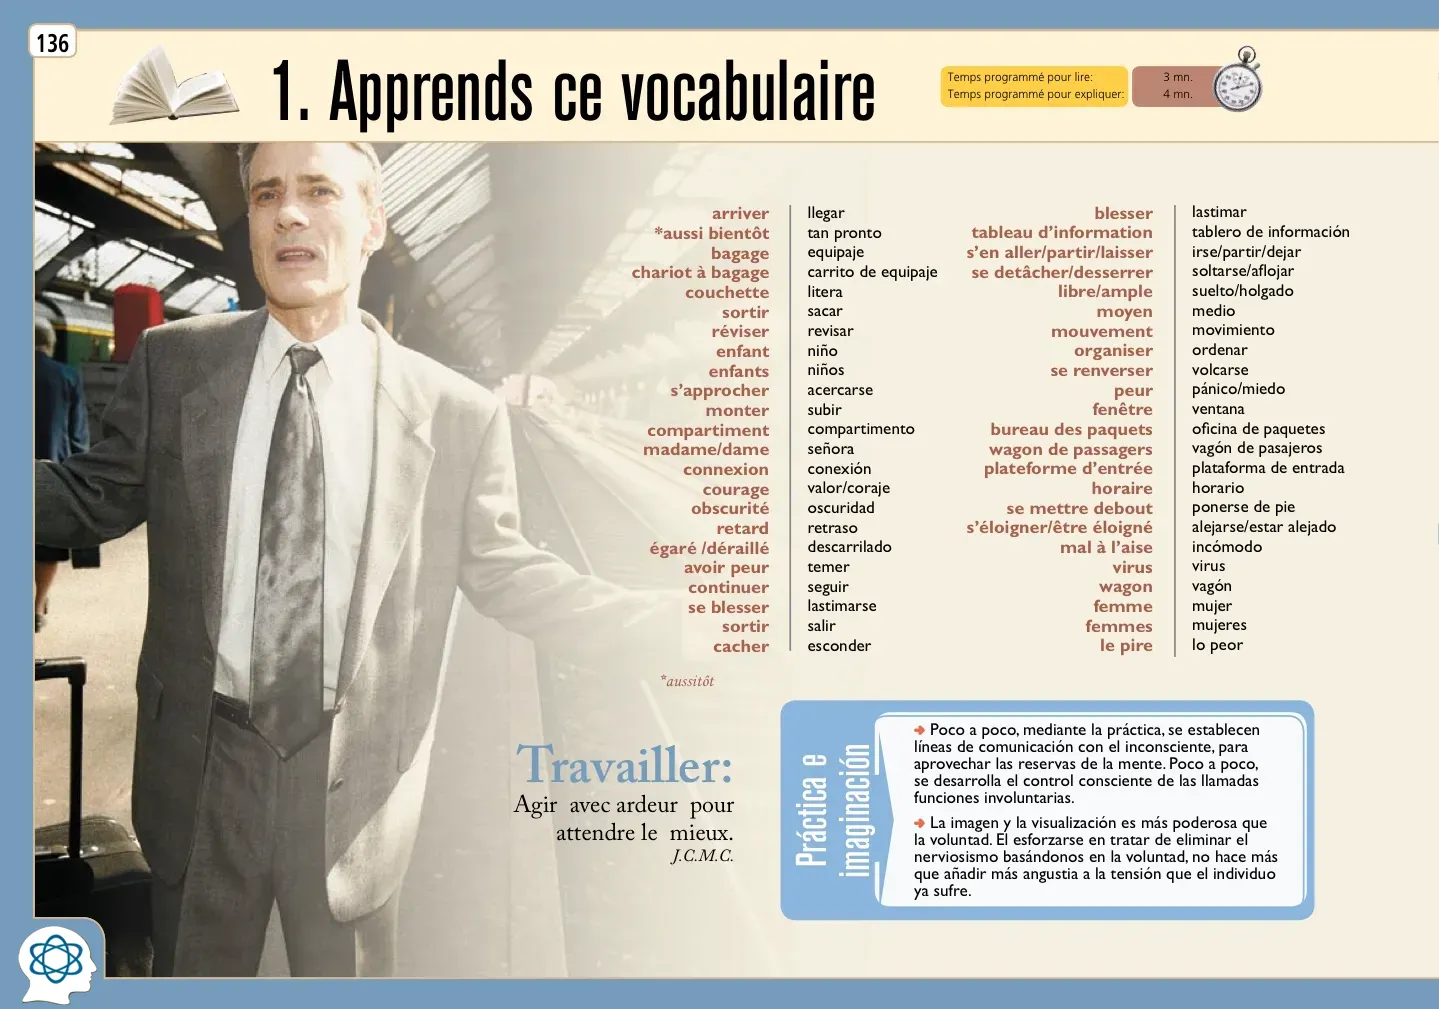 136
1. Apprends ce vocabulaire
Temps programmé pour lire: 3 mn.
Temps programmé pour expliquer: 4 mn.
arriver llegar
*aussi bientôt tan pronto
bagage equipaje
chariot à bagage carrito de equipaje
couchette litera
sortir sacar
réviser revisar
enfant niño
enfants niños
s'approcher acercarse
monter subir
compartiment compartimento
madame/dame señora
connexion conexión
courage valor/coraje
obscurité oscuridad
retard retraso
égaré /déraillé descarrilado
avoir peur temer
continuer seguir
se blesser lastimarse
sortir salir
cacher esconder
*aussitôt
blesser lastimar
tableau d'information tablero de información
s'en aller/partir/laisser irse/partir/dejar
se detâcher/desserrer soltarse/aflojar
libre/ample suelto/holgado
moyen medio
mouvement movimiento
organiser ordenar
se renverser volcarse
peur pánico/miedo
fenêtre ventana
bureau des paquets oficina de paquetes
wagon de passagers vagón de pasajeros
plateforme d'entrée plataforma de entrada
horaire horario
se mettre debout ponerse de pie
s'éloigner/être éloigné alejarse/estar alejado
mal à l'aise incómodo
virus virus
wagon vagón
femme mujer
femmes mujeres
le pire lo peor
Travailler:
Agir avec ardeur pour
attendre le mieux.
J.C.M.C.
Práctica e
imaginación
➜ Poco a poco, mediante la práctica, se establecen
líneas de comunicación con el inconsciente, para
aprovechar las reservas de la mente. Poco a poco,
se desarrolla el control consciente de las llamadas
funciones involuntarias.
➜ La imagen y la visualización es más poderosa que
la voluntad. El esforzarse en tratar de eliminar el
nerviosismo basándonos en la voluntad, no hace más
que añadir más angustia a la tensión que el individuo
ya sufre.